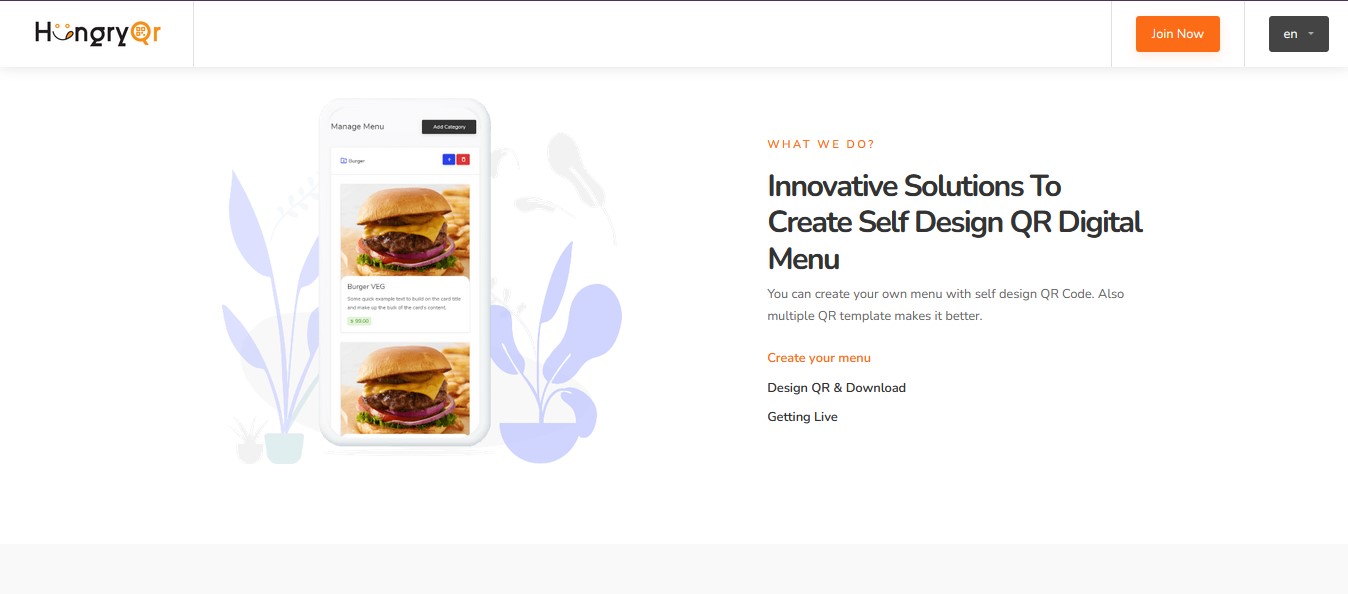 HungryQr
Join Now
en
Manage Menu
Add Category
Burger
Burger VEG
Some quick example text to build on the card title
and make up the bulk of the card's content.
WHAT WE DO?
Innovative Solutions To
Create Self Design QR Digital
Menu
You can create your own menu with self design QR Code. Also
multiple QR template makes it better.
Create your menu
Design QR & Download
Getting Live